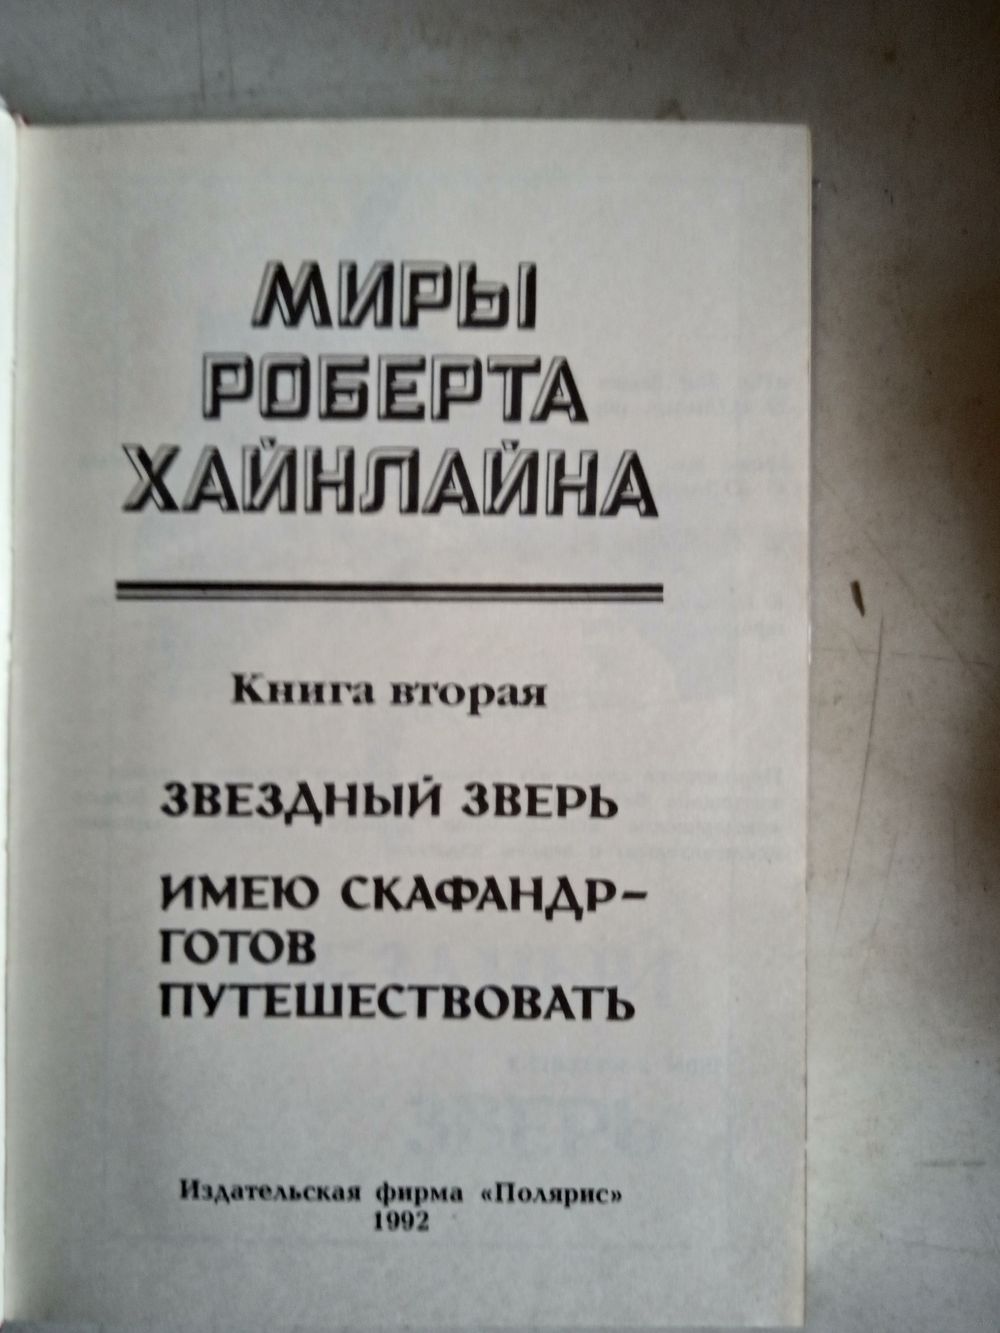 МИРЫ
РОБЕРТА
ХАЙНЛАЙНА
Книга вторая
ЗВЕЗДНЫЙ ЗВЕРЬ
ИМЕЮ СКАФАНДР–
ГОТОВ
ПУТЕШЕСТВОВАТЬ
Издательская фирма «Полярис»
1992